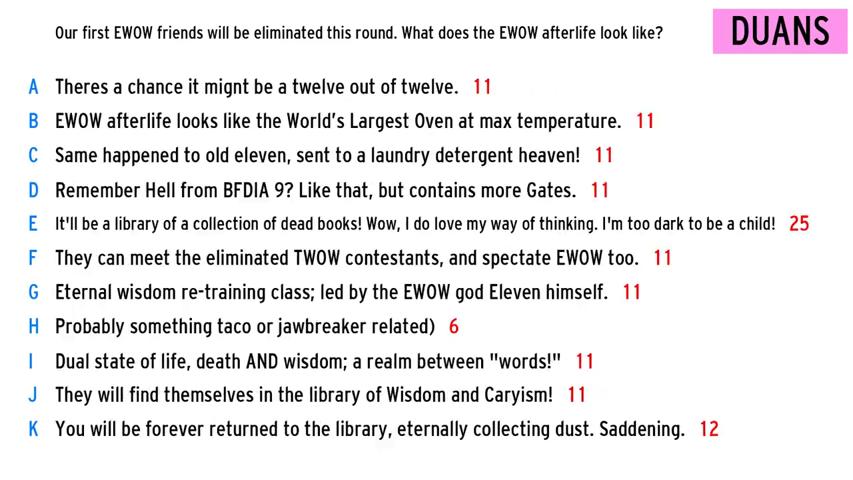 Our first EWOW friends will be eliminated this round. What does the EWOW afterlife look like?
DUANS
A Theres a chance it mignt be a twelve out of twelve. 11
B EWOW afterlife looks like the World's Largest Oven at max temperature. 11
C Same happened to old eleven, sent to a laundry detergent heaven! 11
D Remember Hell from BFDIA 9? Like that, but contains more Gates. 11
E It'll be a library of a collection of dead books! Wow, I do love my way of thinking. I'm too dark to be a child! 25
F They can meet the eliminated TWOW contestants, and spectate EWOW too. 11
G Eternal wisdom re-training class; led by the EWOW god Eleven himself. 11
H Probably something taco or jawbreaker related) 6
I Dual state of life, death AND wisdom; a realm between "words!" 11
J They will find themselves in the library of Wisdom and Caryism! 11
K You will be forever returned to the library, eternally collecting dust. Saddening. 12